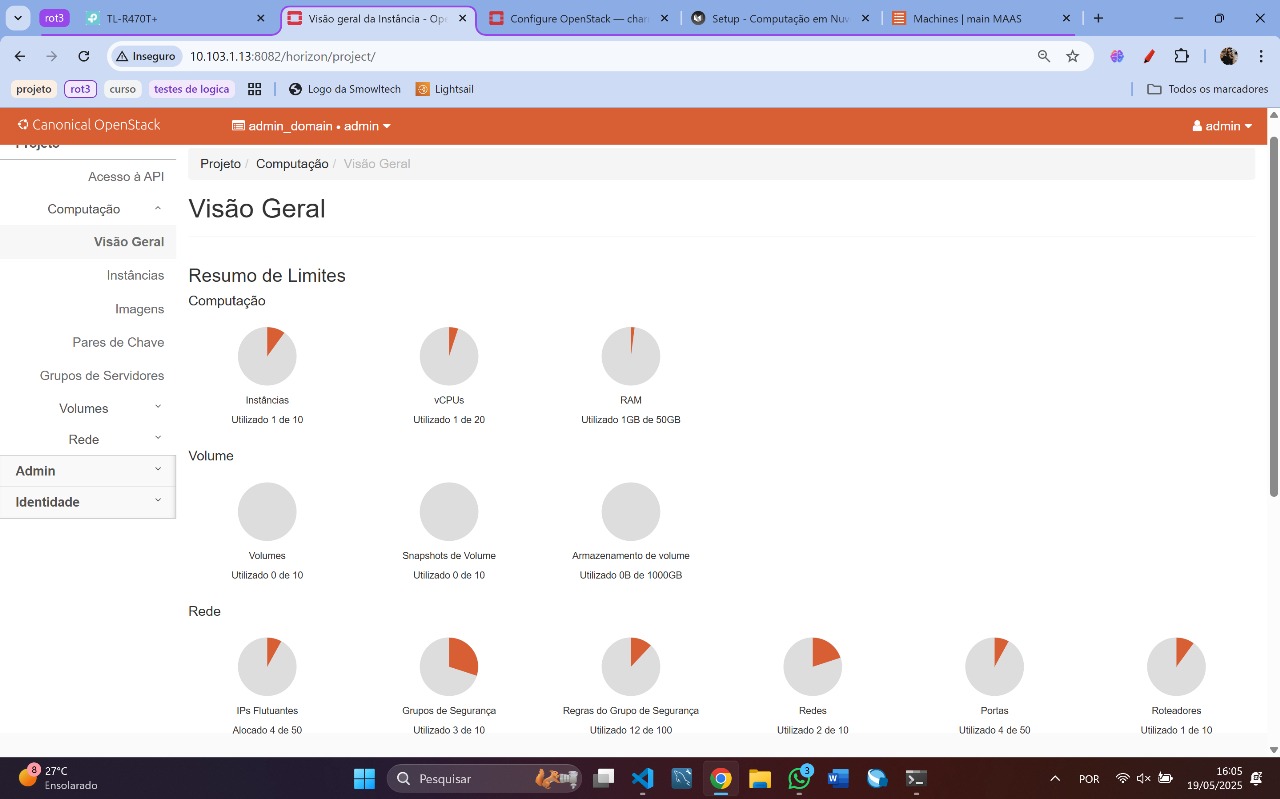 rot3
TL-R470T+
Visão geral da Instância - Ope
Configure OpenStack — char
Setup - Computação em Nuv
Machines | main MAAS
Inseguro
10.103.1.13:8082/horizon/project/
projeto
rot3
curso
testes de logica
Logo da Smowltech
Lightsail
Todos os marcadores
Canonical OpenStack
admin_domain • admin
admin
Projeto
Acesso à API
Computação
Visão Geral
Instâncias
Imagens
Pares de Chave
Grupos de Servidores
Volumes
Rede
Admin
Identidade
Projeto / Computação / Visão Geral
Visão Geral
Resumo de Limites
Computação
Instâncias
Utilizado 1 de 10
vCPUs
Utilizado 1 de 20
RAM
Utilizado 1GB de 50GB
Volume
Volumes
Utilizado 0 de 10
Snapshots de Volume
Utilizado 0 de 10
Armazenamento de volume
Utilizado 0B de 1000GB
Rede
IPs Flutuantes
Alocado 4 de 50
Grupos de Segurança
Utilizado 3 de 10
Regras do Grupo de Segurança
Utilizado 12 de 100
Redes
Utilizado 2 de 10
Portas
Utilizado 4 de 50
Roteadores
Utilizado 1 de 10
8
27°C
Ensolarado
Pesquisar
3
POR
16:05
19/05/2025